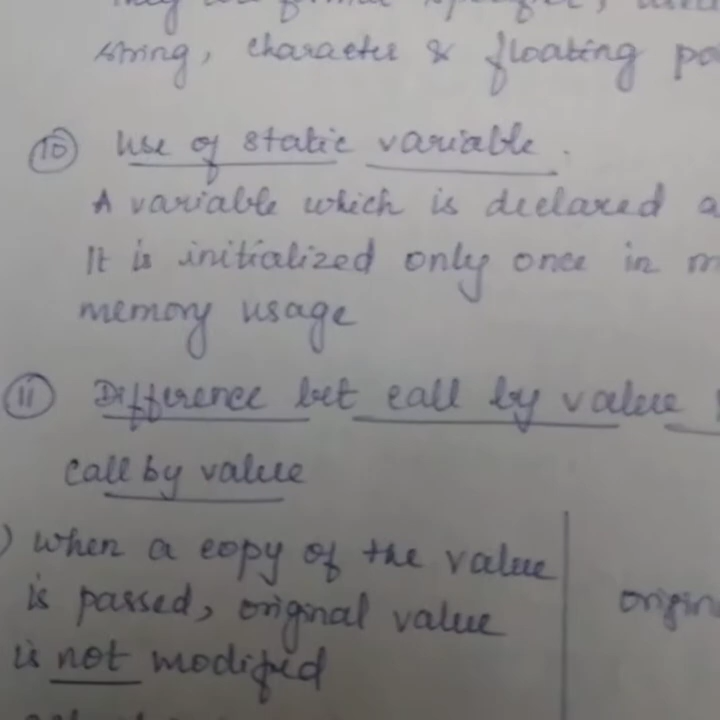 string, character & floating
10 use of static variable.
A variable which is declared
It is initialized only once in
memory usage
11 Difference bet call by value
call by value
) when a copy of the value
is passed, original value
is not modified